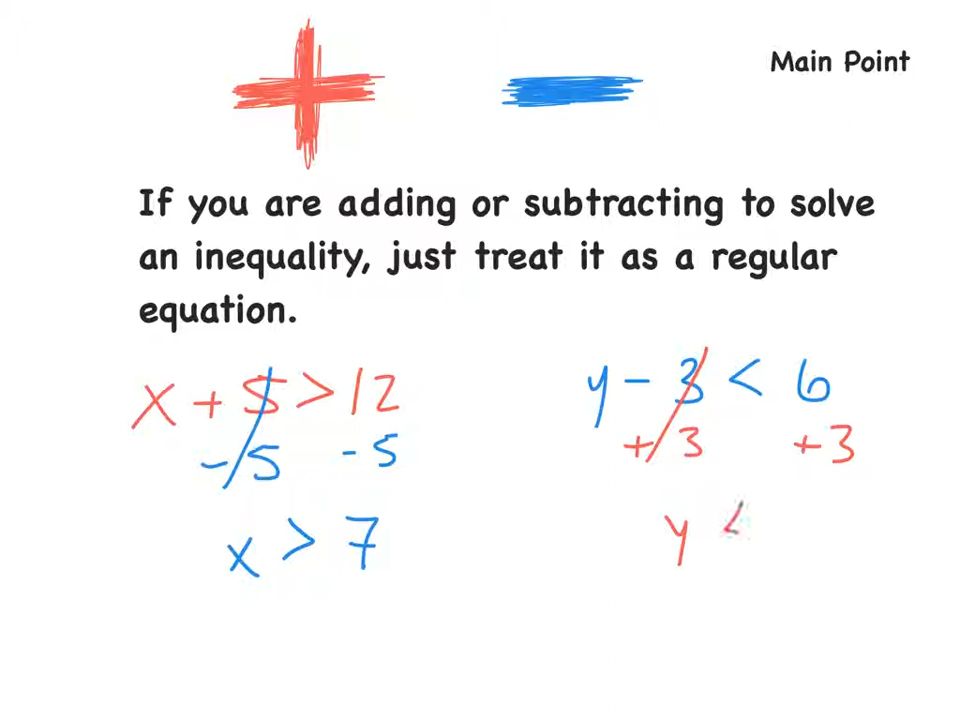 Main Point
If you are adding or subtracting to solve
an inequality, just treat it as a regular
equation.
x + 5 > 12
-5 -5
x > 7
y - 3 < 6
+ 3 +3
y <